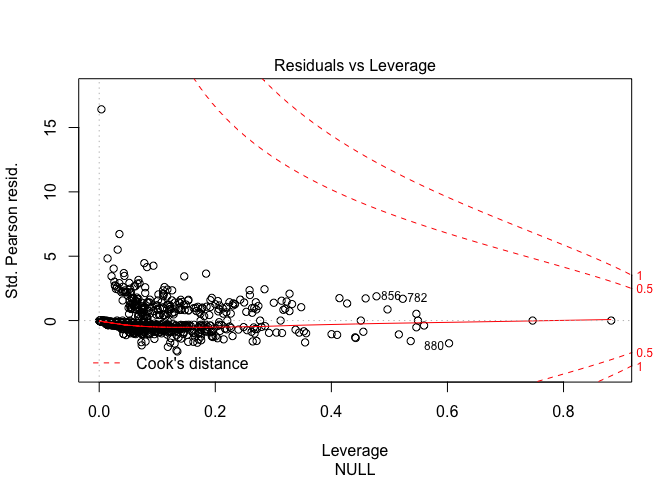 Residuals vs Leverage
Std. Pearson resid.
15
10
5
0
856
782
880
1
0.5
0.5
1
Cook's distance
0.0 0.2 0.4 0.6 0.8
Leverage
NULL